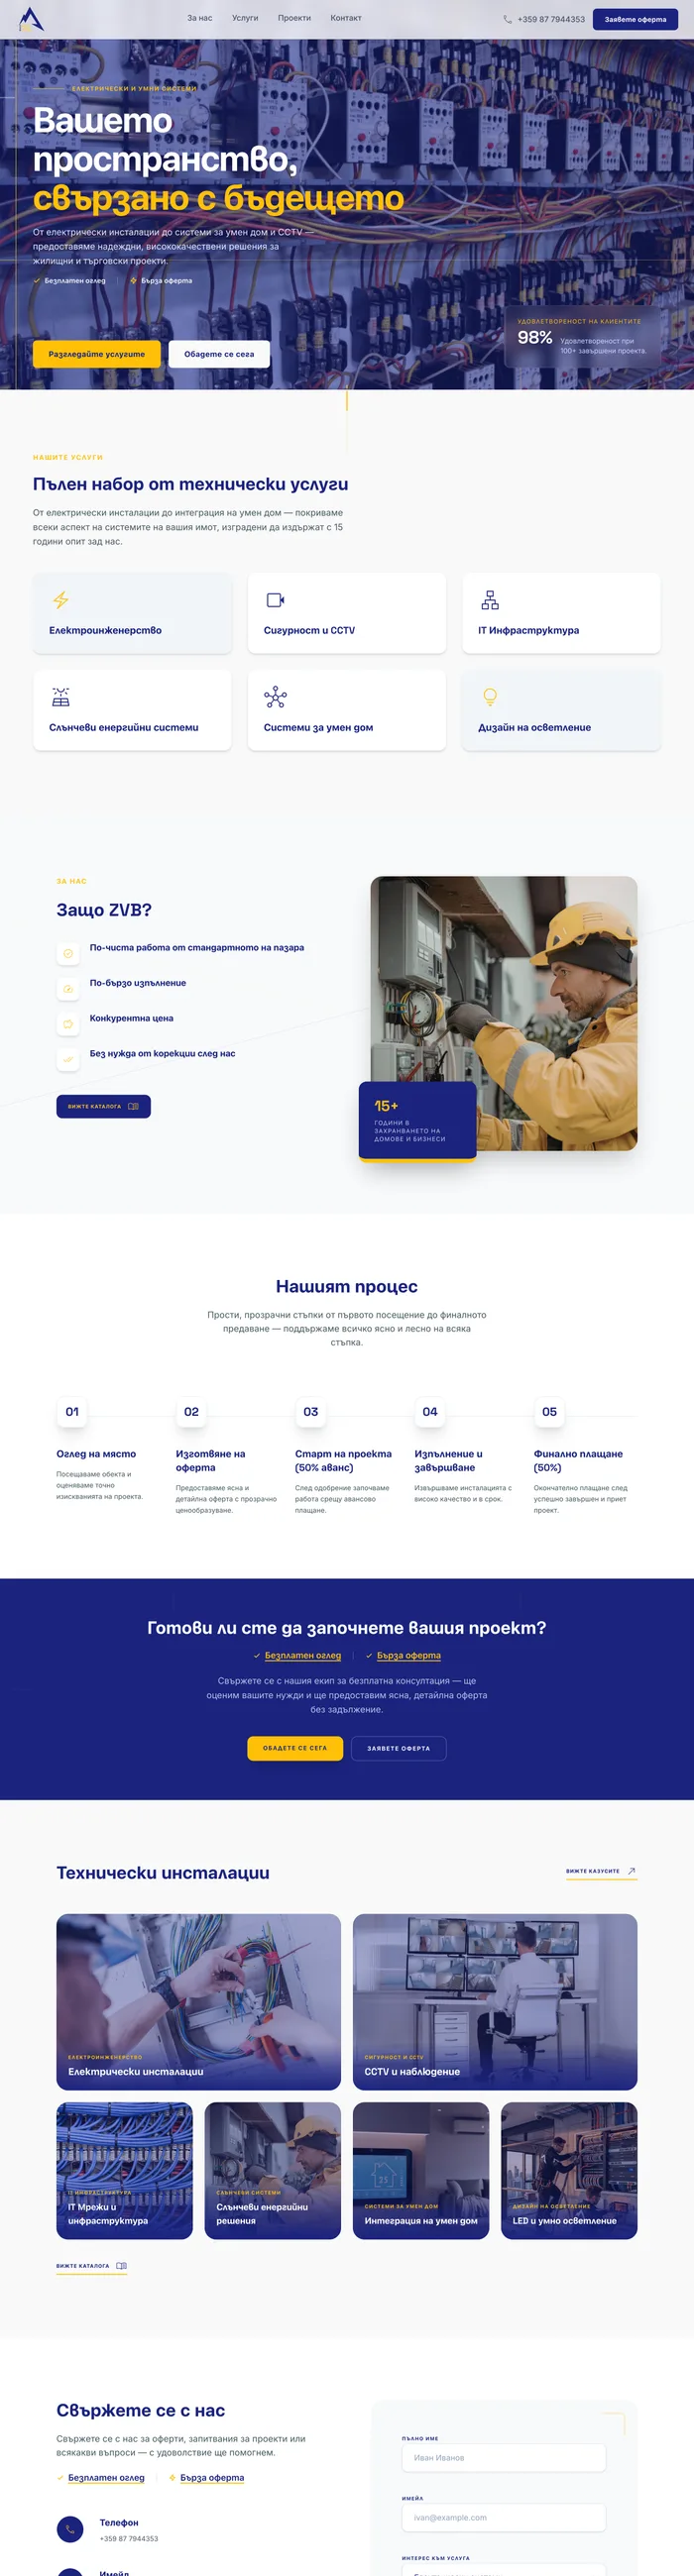 За нас
Услуги
Проекти
Контакт
+359 87 7944353
Заявете оферта
ЕЛЕКТРИЧЕСКИ И УМНИ СИСТЕМИ
Вашето
пространство,
свързано с бъдещето
От електрически инсталации до системи за умен дом и CCTV —
предоставяме надеждни, висококачествени решения за
жилищни и търговски проекти.
Безплатен оглед
Бърза оферта
Разгледайте услугите
Обадете се сега
УДОВЛЕТВОРЕНОСТ НА КЛИЕНТИТЕ
98%
Удовлетвореност при
100+ завършени проекта.
НАШИТЕ УСЛУГИ
Пълен набор от технически услуги
От електрически инсталации до интеграция на умен дом — покриваме
всеки аспект на системите на вашия имот, изградени да издържат с 15
години опит зад нас.
Електроинженерство
Сигурност и CCTV
IT Инфраструктура
Слънчеви енергийни системи
Системи за умен дом
Дизайн на осветление
ЗА НАС
Защо ZVB?
По-чиста работа от стандартното на пазара
По-бързо изпълнение
Конкурентна цена
Без нужда от корекции след нас
ВИЖТЕ КАТАЛОГА
15+
ГОДИНИ В
ЗАХРАНВАНЕТО НА
ДОМОВЕ И БИЗНЕСИ
Нашият процес
Прости, прозрачни стъпки от първото посещение до финалното
предаване — поддържаме всичко ясно и лесно на всяка
стъпка.
01
Оглед на място
Посещаваме обекта и
оценяваме точно
изискванията на проекта.
02
Изготвяне на
оферта
Предоставяме ясна и
детайлна оферта с прозрачно
ценообразуване.
03
Старт на проекта
(50% аванс)
След одобрение започваме
работа срещу авансово
плащане.
04
Изпълнение и
завършване
Извършваме инсталацията с
високо качество и в срок.
05
Финално плащане
(50%)
Окончателно плащане след
успешно завършен и приет
проект.
Готови ли сте да започнете вашия проект?
Безплатен оглед
Бърза оферта
Свържете се с нашия екип за безплатна консултация — ще
оценим вашите нужди и ще предоставим ясна, детайлна оферта
без задължение.
ОБАДЕТЕ СЕ СЕГА
ЗАЯВЕТЕ ОФЕРТА
Технически инсталации
ВИЖТЕ КАЗУСИТЕ
ЕЛЕКТРОИНЖЕНЕРСТВО
Електрически инсталации
СИГУРНОСТ И CCTV
CCTV и наблюдение
IT ИНФРАСТРУКТУРА
IT Мрежи и
инфраструктура
СЛЪНЧЕВИ СИСТЕМИ
Слънчеви енергийни
решения
СИСТЕМИ ЗА УМЕН ДОМ
Интеграция на умен дом
ДИЗАЙН НА ОСВЕТЛЕНИЕ
LED и умно осветление
ВИЖТЕ КАТАЛОГА
Свържете се с нас
Свържете се с нас за оферти, запитвания за проекти или
всякакви въпроси — с удоволствие ще помогнем.
Безплатен оглед
Бърза оферта
Телефон
+359 87 7944353
Имейл
ПЪЛНО ИМЕ
Иван Иванов
ИМЕЙЛ
ivan@example.com
ИНТЕРЕС КЪМ УСЛУГА